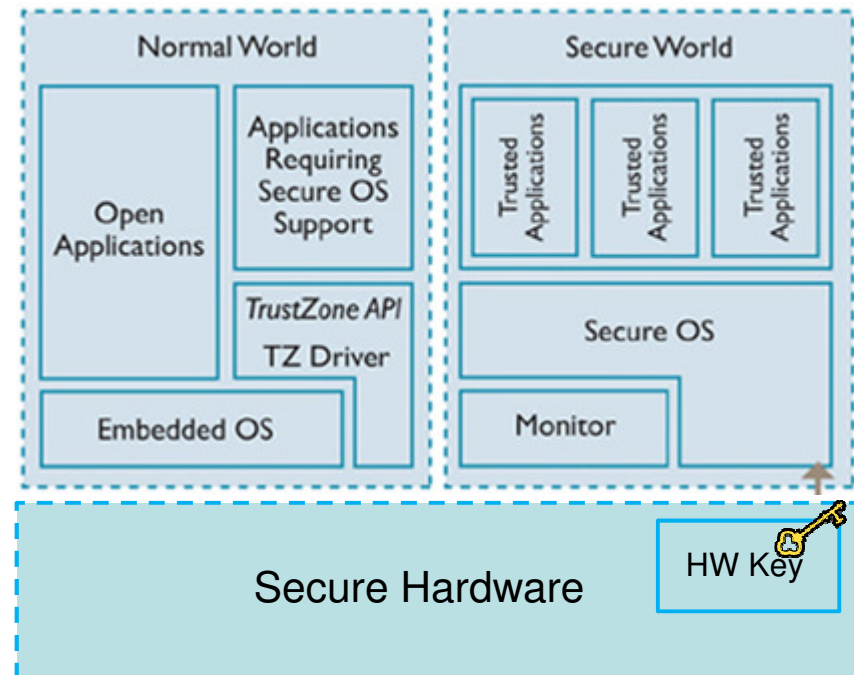 Normal World
Open
Applications
Applications
Requiring
Secure OS
Support
TrustZone API
TZ Driver
Embedded OS
Secure World
Trusted
Applications
Trusted
Applications
Trusted
Applications
Secure OS
Monitor
Secure Hardware
HW Key